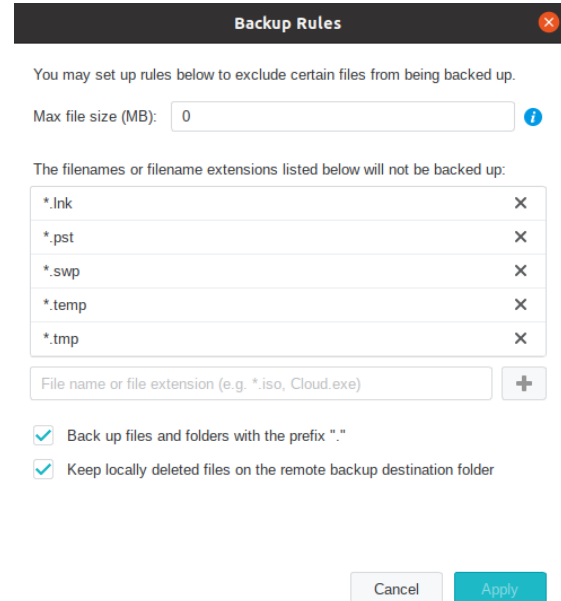 Backup Rules
You may set up rules below to exclude certain files from being backed up.
Max file size (MB): 0
The filenames or filename extensions listed below will not be backed up:
*.lnk
*.pst
*.swp
*.temp
*.tmp
File name or file extension (e.g. *.iso, Cloud.exe)
Back up files and folders with the prefix "."
Keep locally deleted files on the remote backup destination folder
Cancel Apply